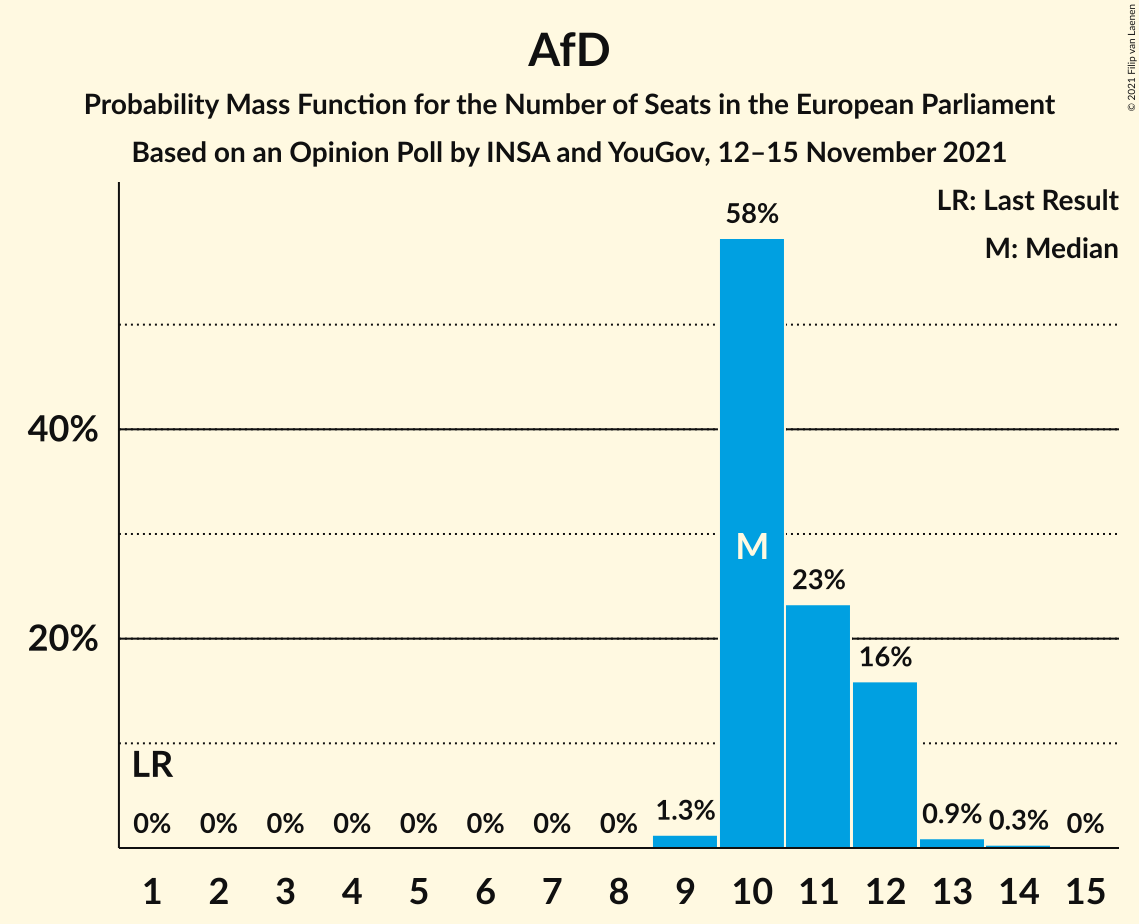 AfD
Probability Mass Function for the Number of Seats in the European Parliament
Based on an Opinion Poll by INSA and YouGov, 12–15 November 2021
© 2021 Filip van Laenen
LR: Last Result
M: Median
58%
40%
M
23%
20%
16%
LR
0% 0% 0% 0% 0% 0% 0% 0% 1.3% 0.9% 0.3% 0%
1 2 3 4 5 6 7 8 9 10 11 12 13 14 15